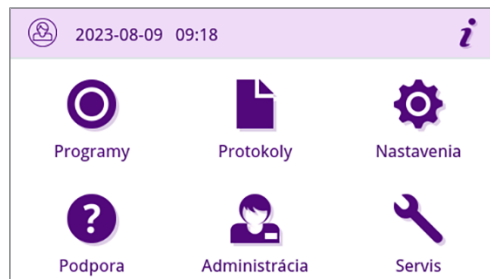 2023-08-09 09:18 i
Programy Protokoly Nastavenia
? 
Podpora Administrácia Servis